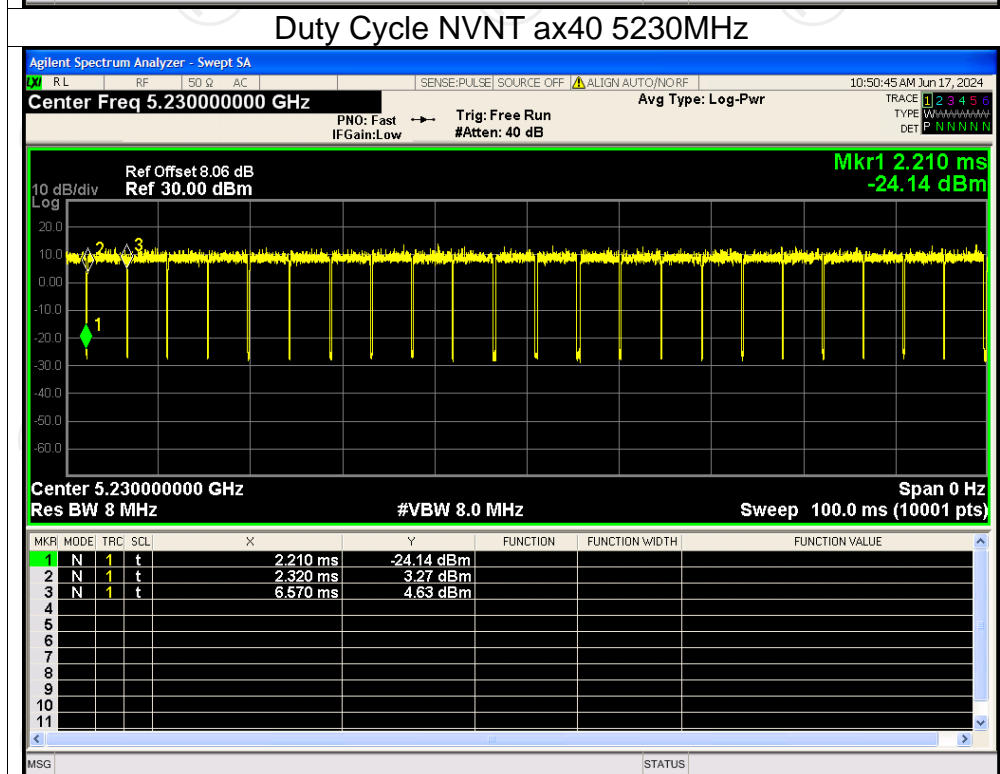 Duty Cycle NVNT ax40 5230MHz
Agilent Spectrum Analyzer - Swept SA
LXI RL RF 50 Ω AC SENSE:PULSE SOURCE OFF ALIGN AUTO/NO RF 10:50:45 AM Jun 17, 2024
Center Freq 5.230000000 GHz Avg Type: Log-Pwr TRACE 1 2 3 4 5 6
PNO: Fast Trig: Free Run TYPE W
IFGain:Low #Atten: 40 dB DET P N N N N N
Mkr1 2.210 ms
Ref Offset 8.06 dB
10 dB/div Ref 30.00 dBm -24.14 dBm
Log
20.0
10.0
0.00
-10.0
-20.0
-30.0
-40.0
-50.0
-60.0
2 3
1
Center 5.230000000 GHz Span 0 Hz
Res BW 8 MHz #VBW 8.0 MHz Sweep 100.0 ms (10001 pts)
MKR MODE TRC SCL X Y FUNCTION FUNCTION WIDTH FUNCTION VALUE
1 N 1 t 2.210 ms -24.14 dBm
2 N 1 t 2.320 ms 3.27 dBm
3 N 1 t 6.570 ms 4.63 dBm
4
5
6
7
8
9
10
11
MSG STATUS